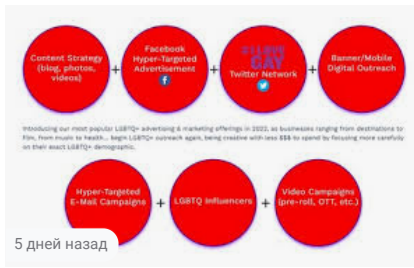 Content Strategy
(blog, photos,
videos)
+
Facebook
Hyper-Targeted
Advertisement
+
#ILOVE
GAY
Twitter Network
+
Banner/Mobile
Digital Outreach
Introducing our most popular LGBTQ+ advertising & marketing offerings in 2022, as businesses ranging from destinations to
film, from music to health... begin LGBTQ+ outreach again, being creative with less $$$ to spend by focusing more carefully
on their exact LGBTQ+ demographic.
Hyper-Targeted
E-Mail Campaigns
+
LGBTQ Influencers
+
Video Campaigns
(pre-roll, OTT, etc.)
5 дней назад